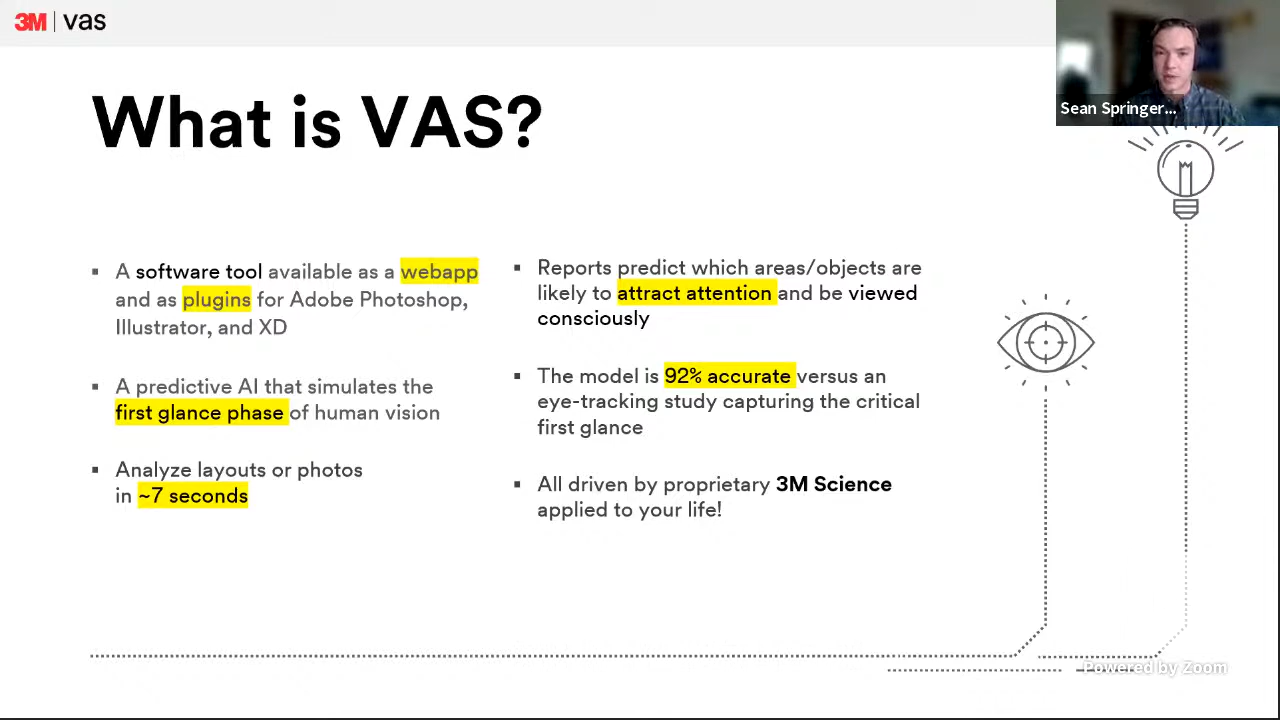 3M | vas
Sean Springer...
What is VAS?
▪ A software tool available as a webapp
and as plugins for Adobe Photoshop,
Illustrator, and XD
▪ A predictive AI that simulates the
first glance phase of human vision
▪ Analyze layouts or photos
in ~7 seconds
▪ Reports predict which areas/objects are
likely to attract attention and be viewed
consciously
▪ The model is 92% accurate versus an
eye-tracking study capturing the critical
first glance
▪ All driven by proprietary 3M Science
applied to your life!
Powered by Zoom